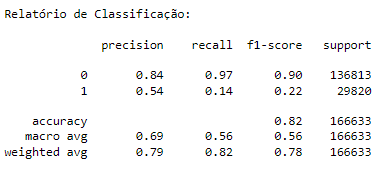 Relatório de Classificação:
precision recall f1-score support
0 0.84 0.97 0.90 136813
1 0.54 0.14 0.22 29820
accuracy 0.82 166633
macro avg 0.69 0.56 0.56 166633
weighted avg 0.79 0.82 0.78 166633